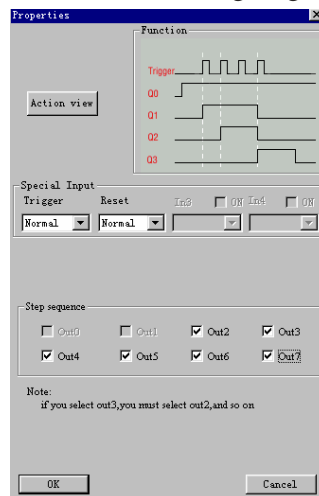 Properties
Function
Trigger
Q0
Action view
Q1
Q2
Q3
Special Input
Trigger Reset In3 ON In4 ON
Normal Normal
Step sequence
Out0 Out1 Out2 Out3
Out4 Out5 Out6 Out7
Note:
if you select out3,you must select out2,and so on
OK Cancel